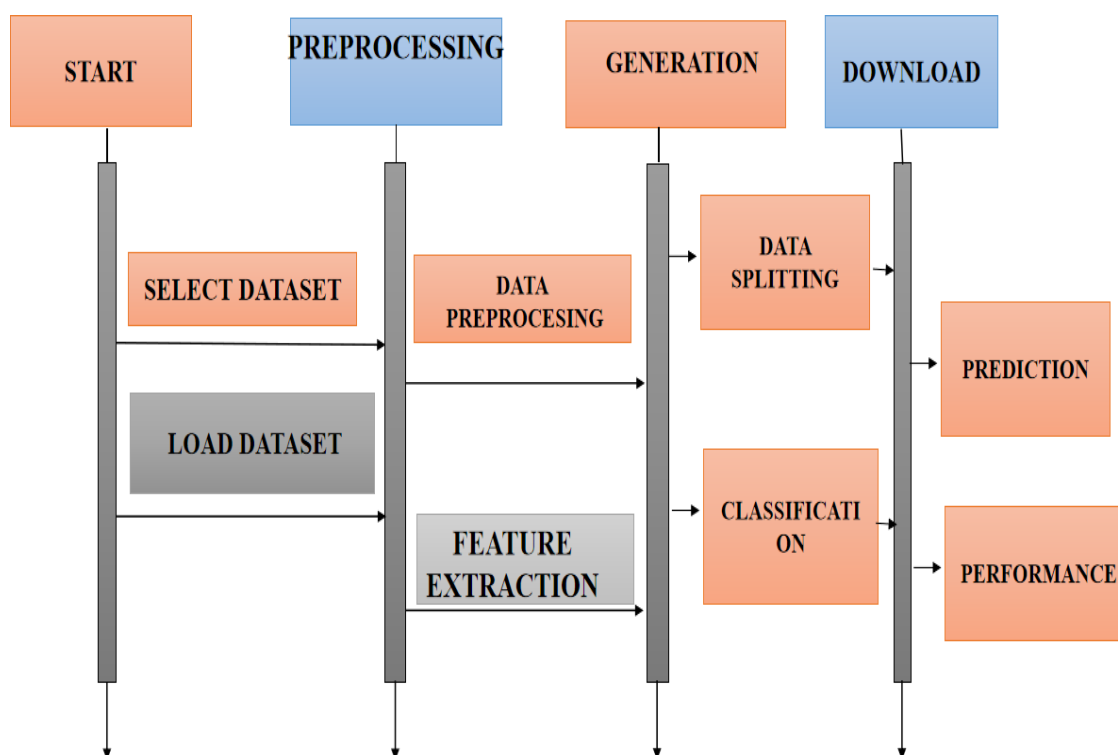 START
PREPROCESSING
GENERATION
DOWNLOAD
SELECT DATASET
DATA
PREPROCESING
DATA
SPLITTING
PREDICTION
LOAD DATASET
FEATURE
EXTRACTION
CLASSIFICATI
ON
PERFORMANCE